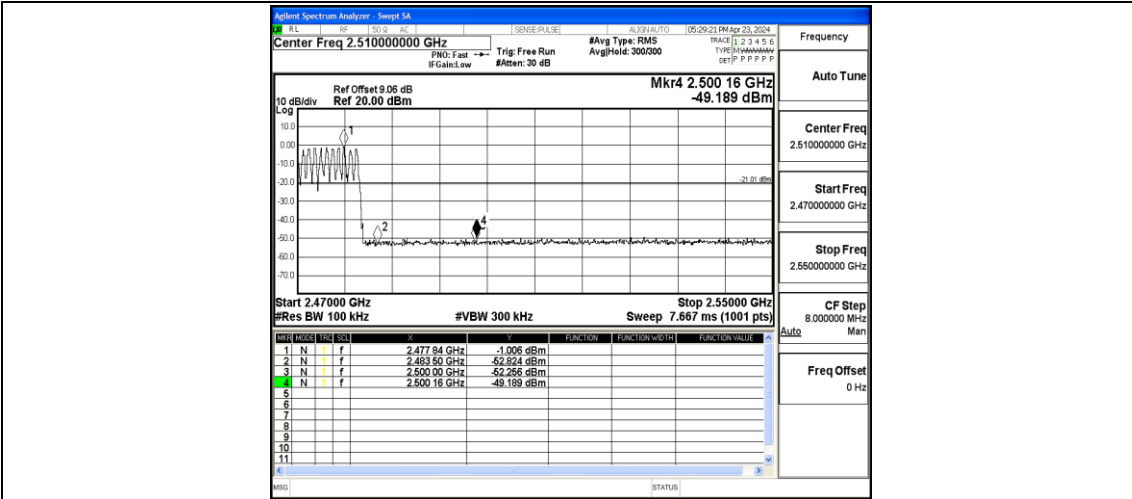 Agilent Spectrum Analyzer - Swept SA
RL RF 50 Ω AC SENSE:PULSE ALIGN AUTO 05:29:21 PM Apr 23, 2024
Center Freq 2.510000000 GHz
PNO: Fast
IFGain:Low
Trig: Free Run
#Atten: 30 dB
#Avg Type: RMS
Avg|Hold: 300/300
TRACE 1 2 3 4 5 6
TYPE MWWWWW
DET P P P P P P
Ref Offset 9.06 dB
Ref 20.00 dBm
10 dB/div
Log
Mkr4 2.500 16 GHz
-49.189 dBm
10.0
0.00
-10.0
-20.0
-30.0
-40.0
-50.0
-60.0
-70.0
1
2
4
-21.01 dBm
Start 2.47000 GHz Stop 2.55000 GHz
#Res BW 100 kHz #VBW 300 kHz Sweep 7.667 ms (1001 pts)
MKR MODE TRC SCL X Y FUNCTION FUNCTION WIDTH FUNCTION VALUE
1 N 1 f 2.477 84 GHz -1.006 dBm
2 N 1 f 2.483 50 GHz -52.824 dBm
3 N 1 f 2.500 00 GHz -52.256 dBm
4 N 1 f 2.500 16 GHz -49.189 dBm
5
6
7
8
9
10
11
MSG STATUS
Frequency
Auto Tune
Center Freq
2.510000000 GHz
Start Freq
2.470000000 GHz
Stop Freq
2.550000000 GHz
CF Step
8.000000 MHz
Auto Man
Freq Offset
0 Hz